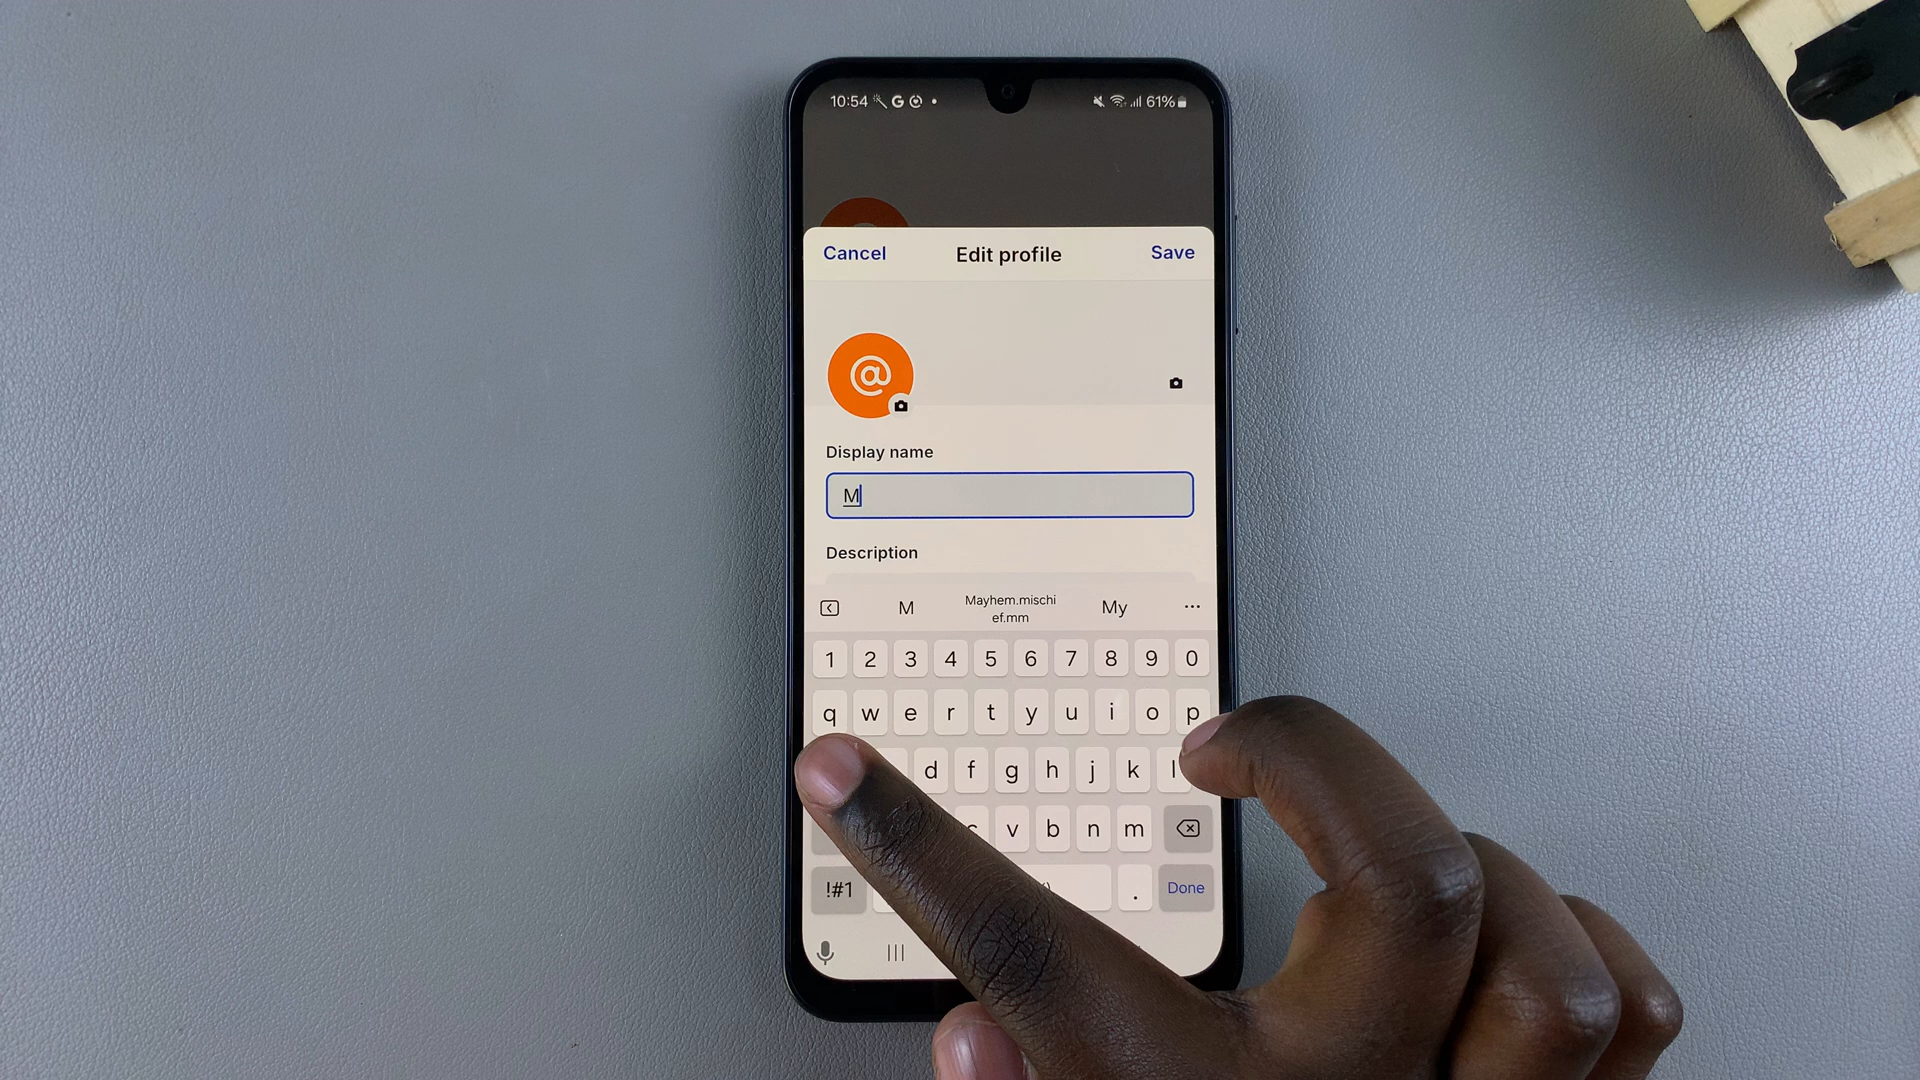 10:54 G 61%
Cancel Edit profile Save
@
Display name
M
Description
M Mayhem.mischi
ef.mm My ...
1 2 3 4 5 6 7 8 9 0
q w e r t y u i o p
d f g h j k l
c v b n m
!#1 . Done